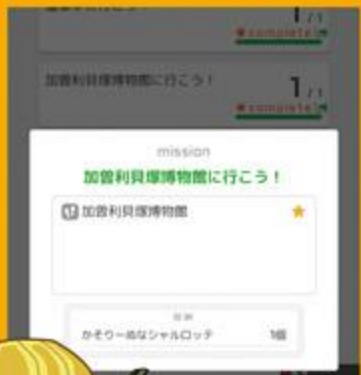 1/1
complete!
加曽利貝塚博物館に行こう！
1/1
complete!
mission
加曽利貝塚博物館に行こう！
加曽利貝塚博物館
報酬
かそりーぬなシャルロッテ 1個